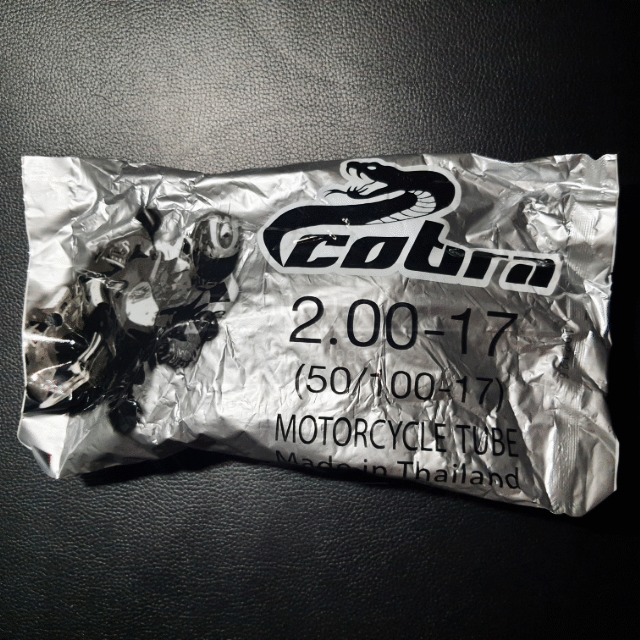 cobra
2.00-17
(50/100-17)
MOTORCYCLE TUBE
Made in Thailand